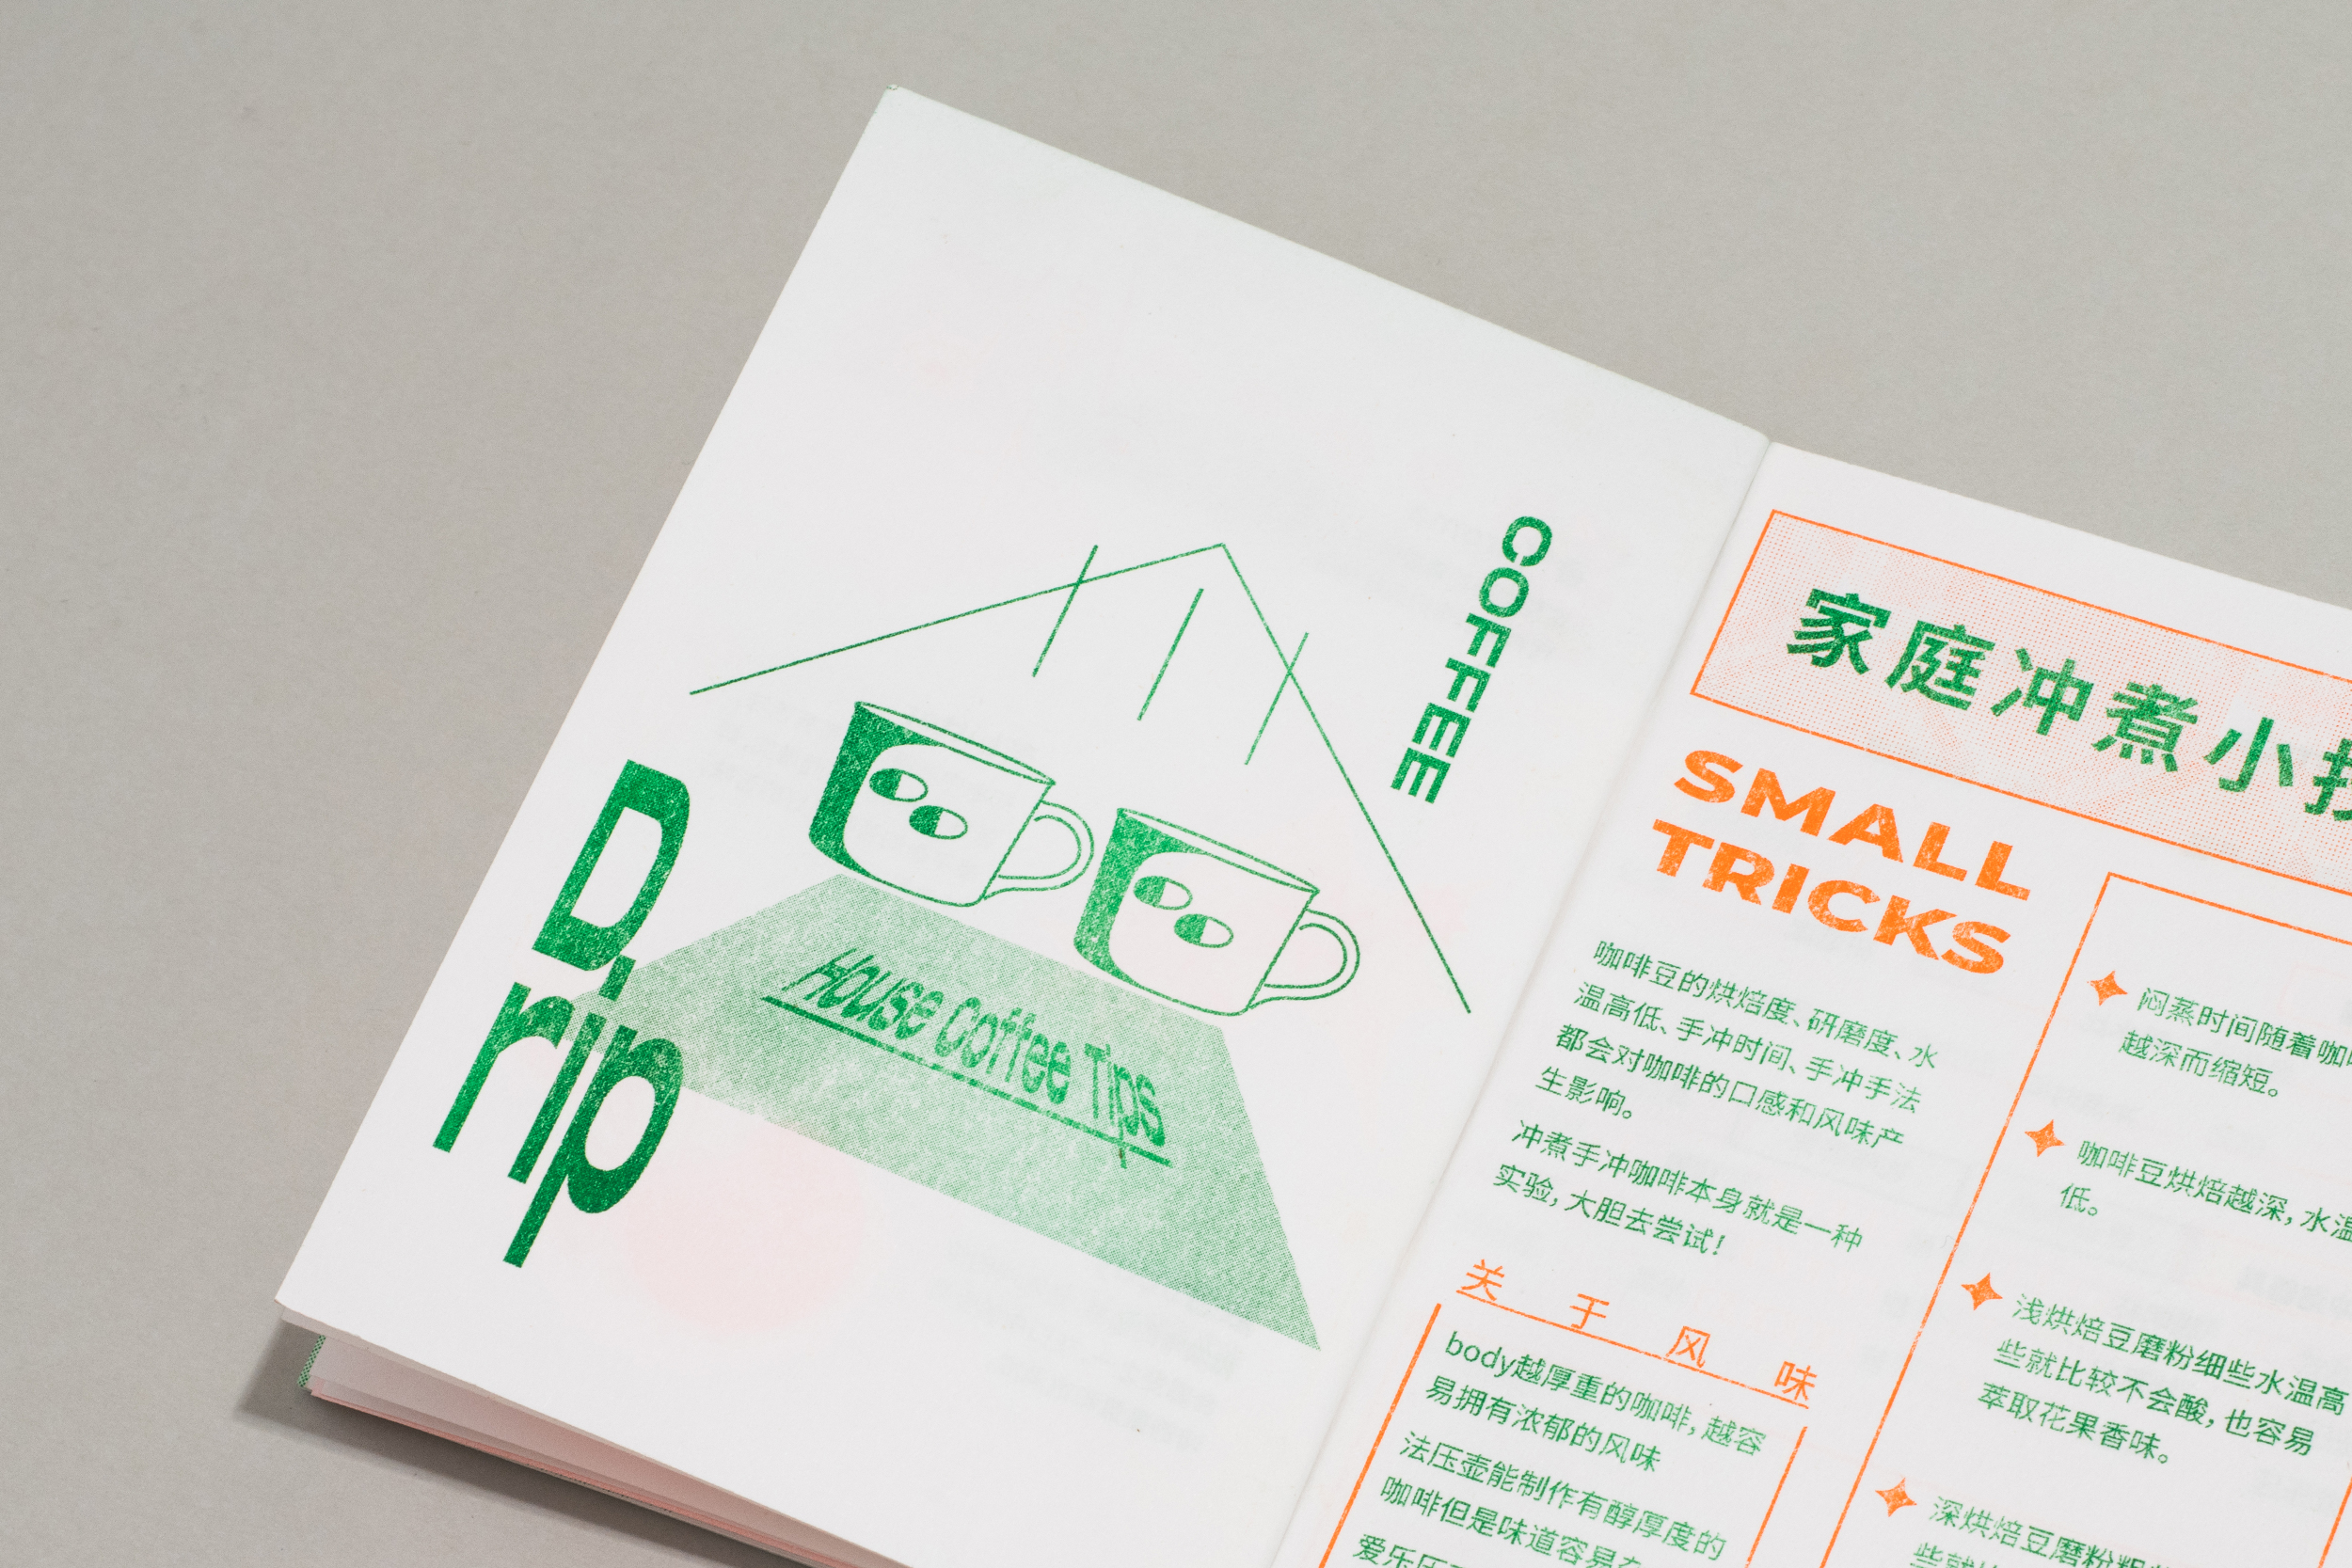 COFFEE
D.
rip
House Coffee Tips
家庭冲煮小技
SMALL
TRICKS
咖啡豆的烘焙度、研磨度、水
温高低、手冲时间、手冲手法
都会对咖啡的口感和风味产
生影响。
冲煮手冲咖啡本身就是一种
实验，大胆去尝试！
关于风味
body越厚重的咖啡，越容
易拥有浓郁的风味
法压壶能制作有醇厚度的
咖啡但是味道容易
爱乐压
闷蒸时间随着咖啡
越深而缩短。
咖啡豆烘焙越深，水温
低。
浅烘焙豆磨粉细些水温高
些就比较不会酸，也容易
萃取花果香味。
深烘焙豆磨粉粗些
些就